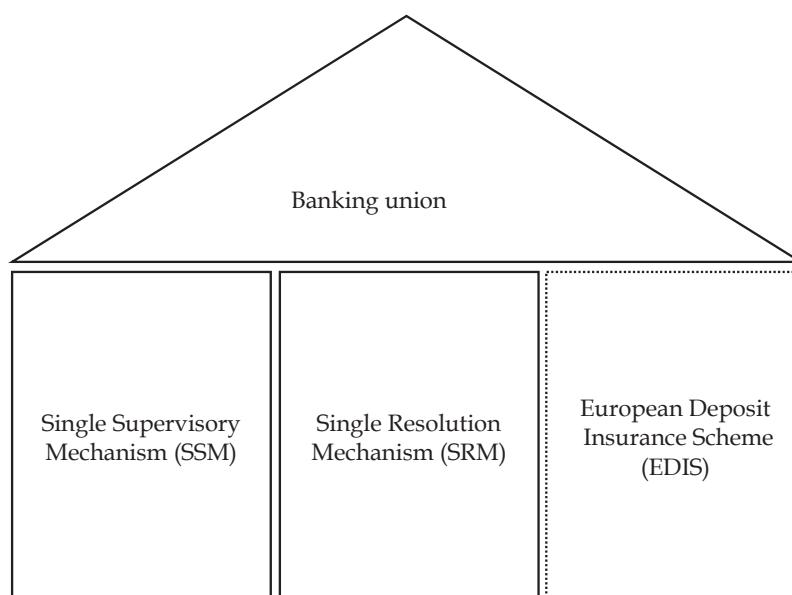 Banking union
Single Supervisory
Mechanism (SSM)
Single Resolution
Mechanism (SRM)
European Deposit
Insurance Scheme
(EDIS)